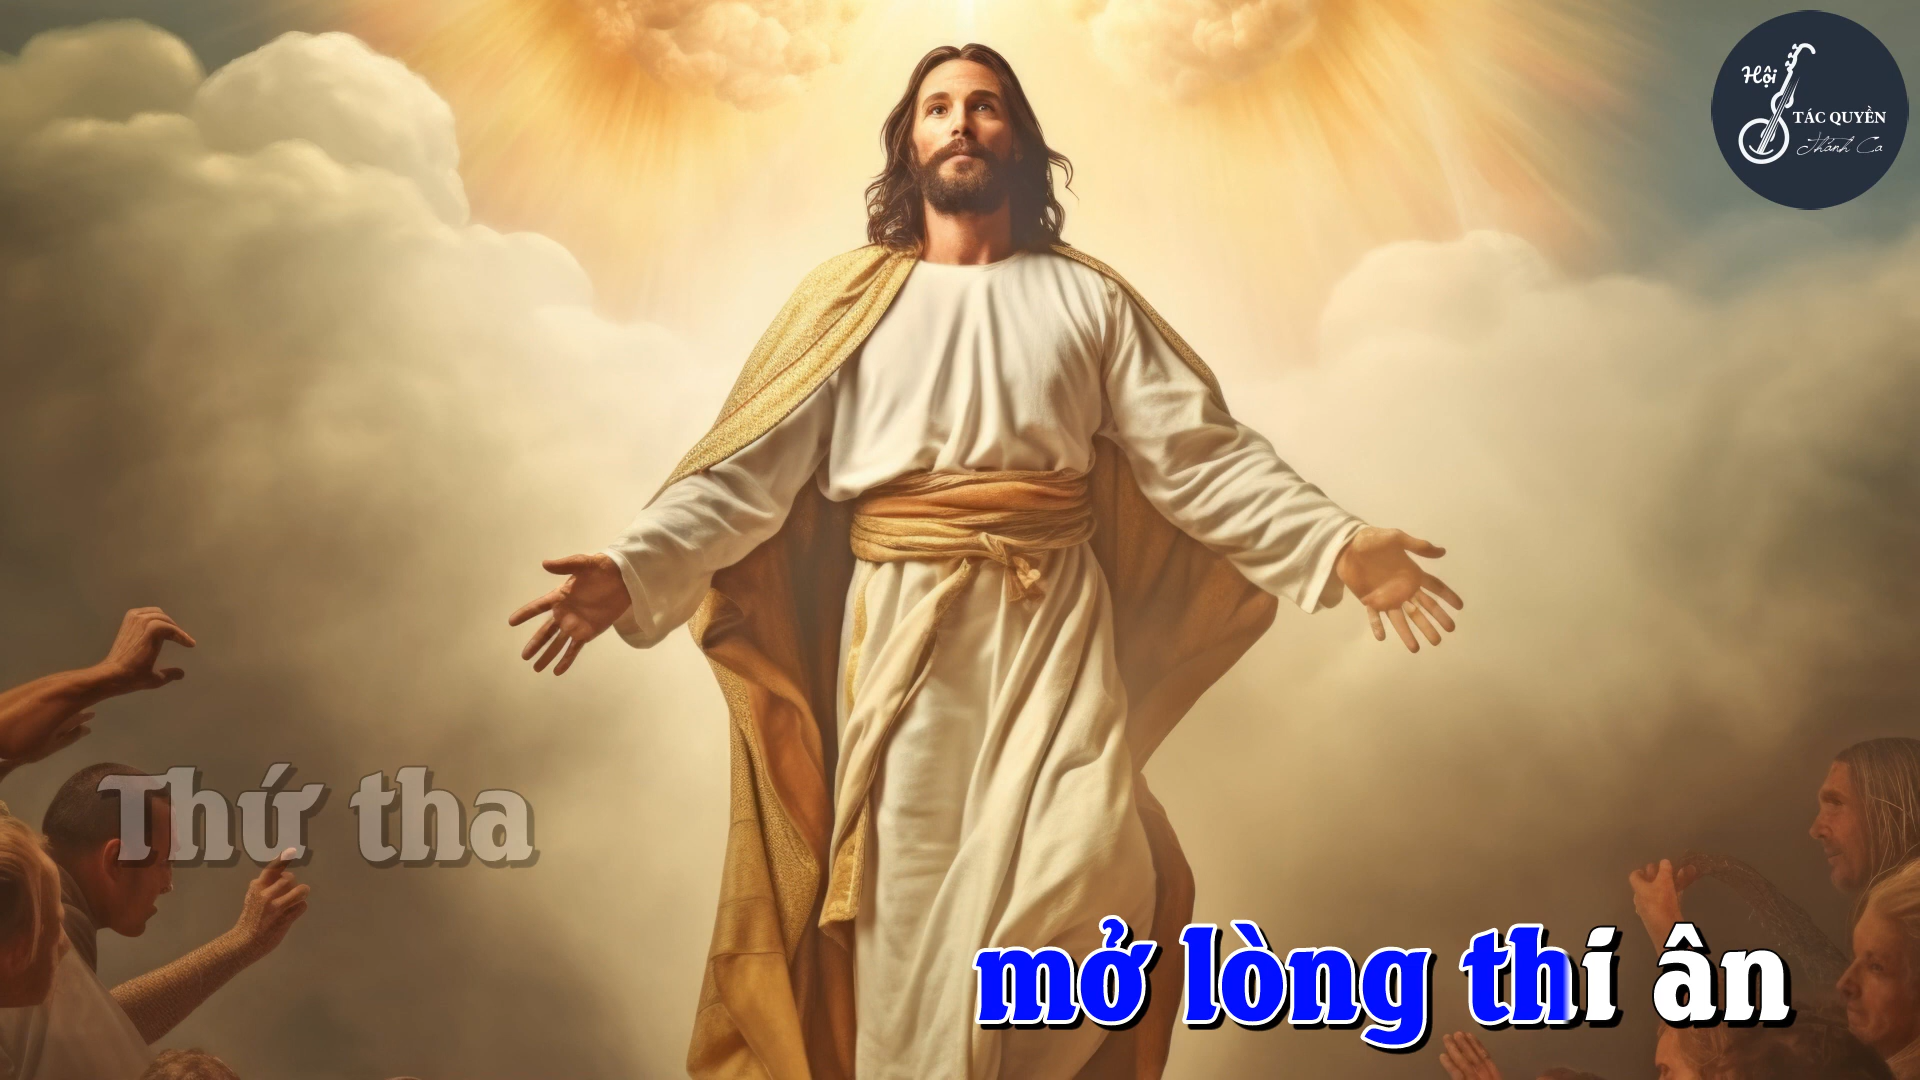 Hội
TÁC QUYỀN
Thánh Ca
Thứ tha
mở lòng thi ân